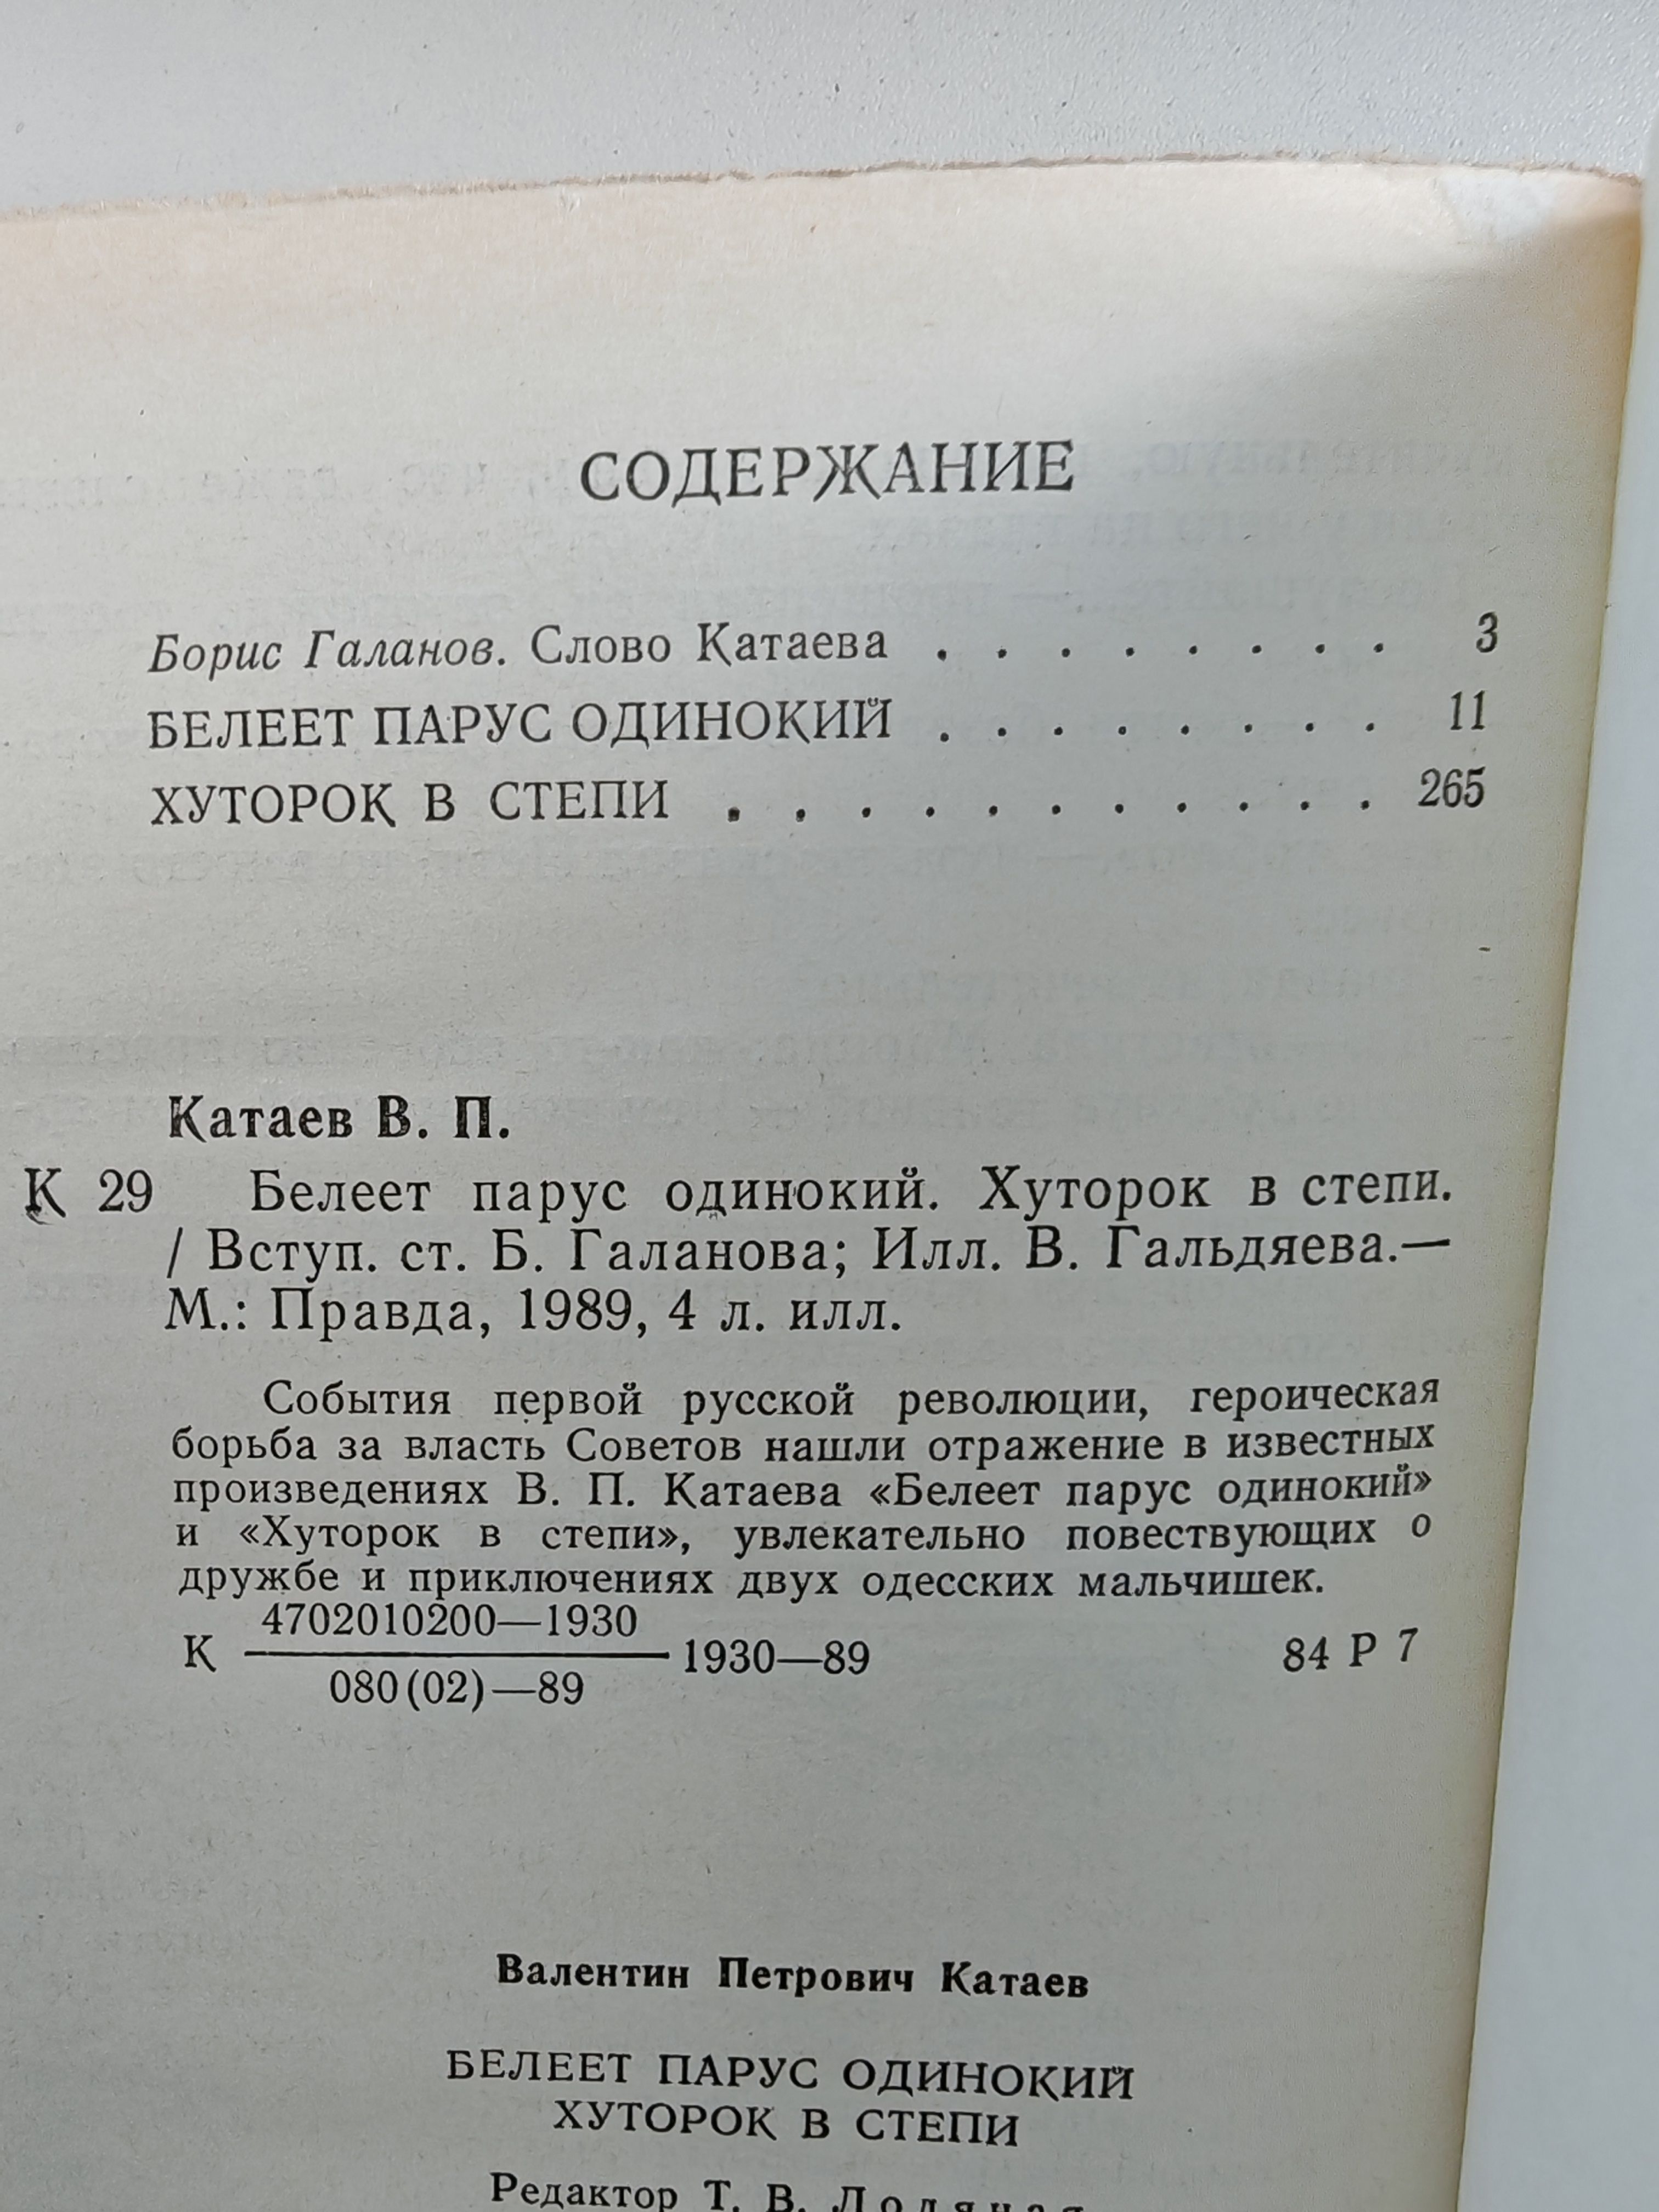 СОДЕРЖАНИЕ
Борис Галанов. Слово Катаева . . . . . . . . 3
БЕЛЕЕТ ПАРУС ОДИНОКИЙ . . . . . . . . 11
ХУТОРОК В СТЕПИ . . . . . . . . . . . 265
Катаев В. П.
К 29 Белеет парус одинокий. Хуторок в степи.
/ Вступ. ст. Б. Галанова; Илл. В. Гальдяева.—
М.: Правда, 1989, 4 л. илл.
События первой русской революции, героическая
борьба за власть Советов нашли отражение в известных
произведениях В. П. Катаева «Белеет парус одинокий»
и «Хуторок в степи», увлекательно повествующих о
дружбе и приключениях двух одесских мальчишек.
4702010200—1930
К 1930—89 84 Р 7
080(02)—89
Валентин Петрович Катаев
БЕЛЕЕТ ПАРУС ОДИНОКИЙ
ХУТОРОК В СТЕПИ
Редактор Т. В.